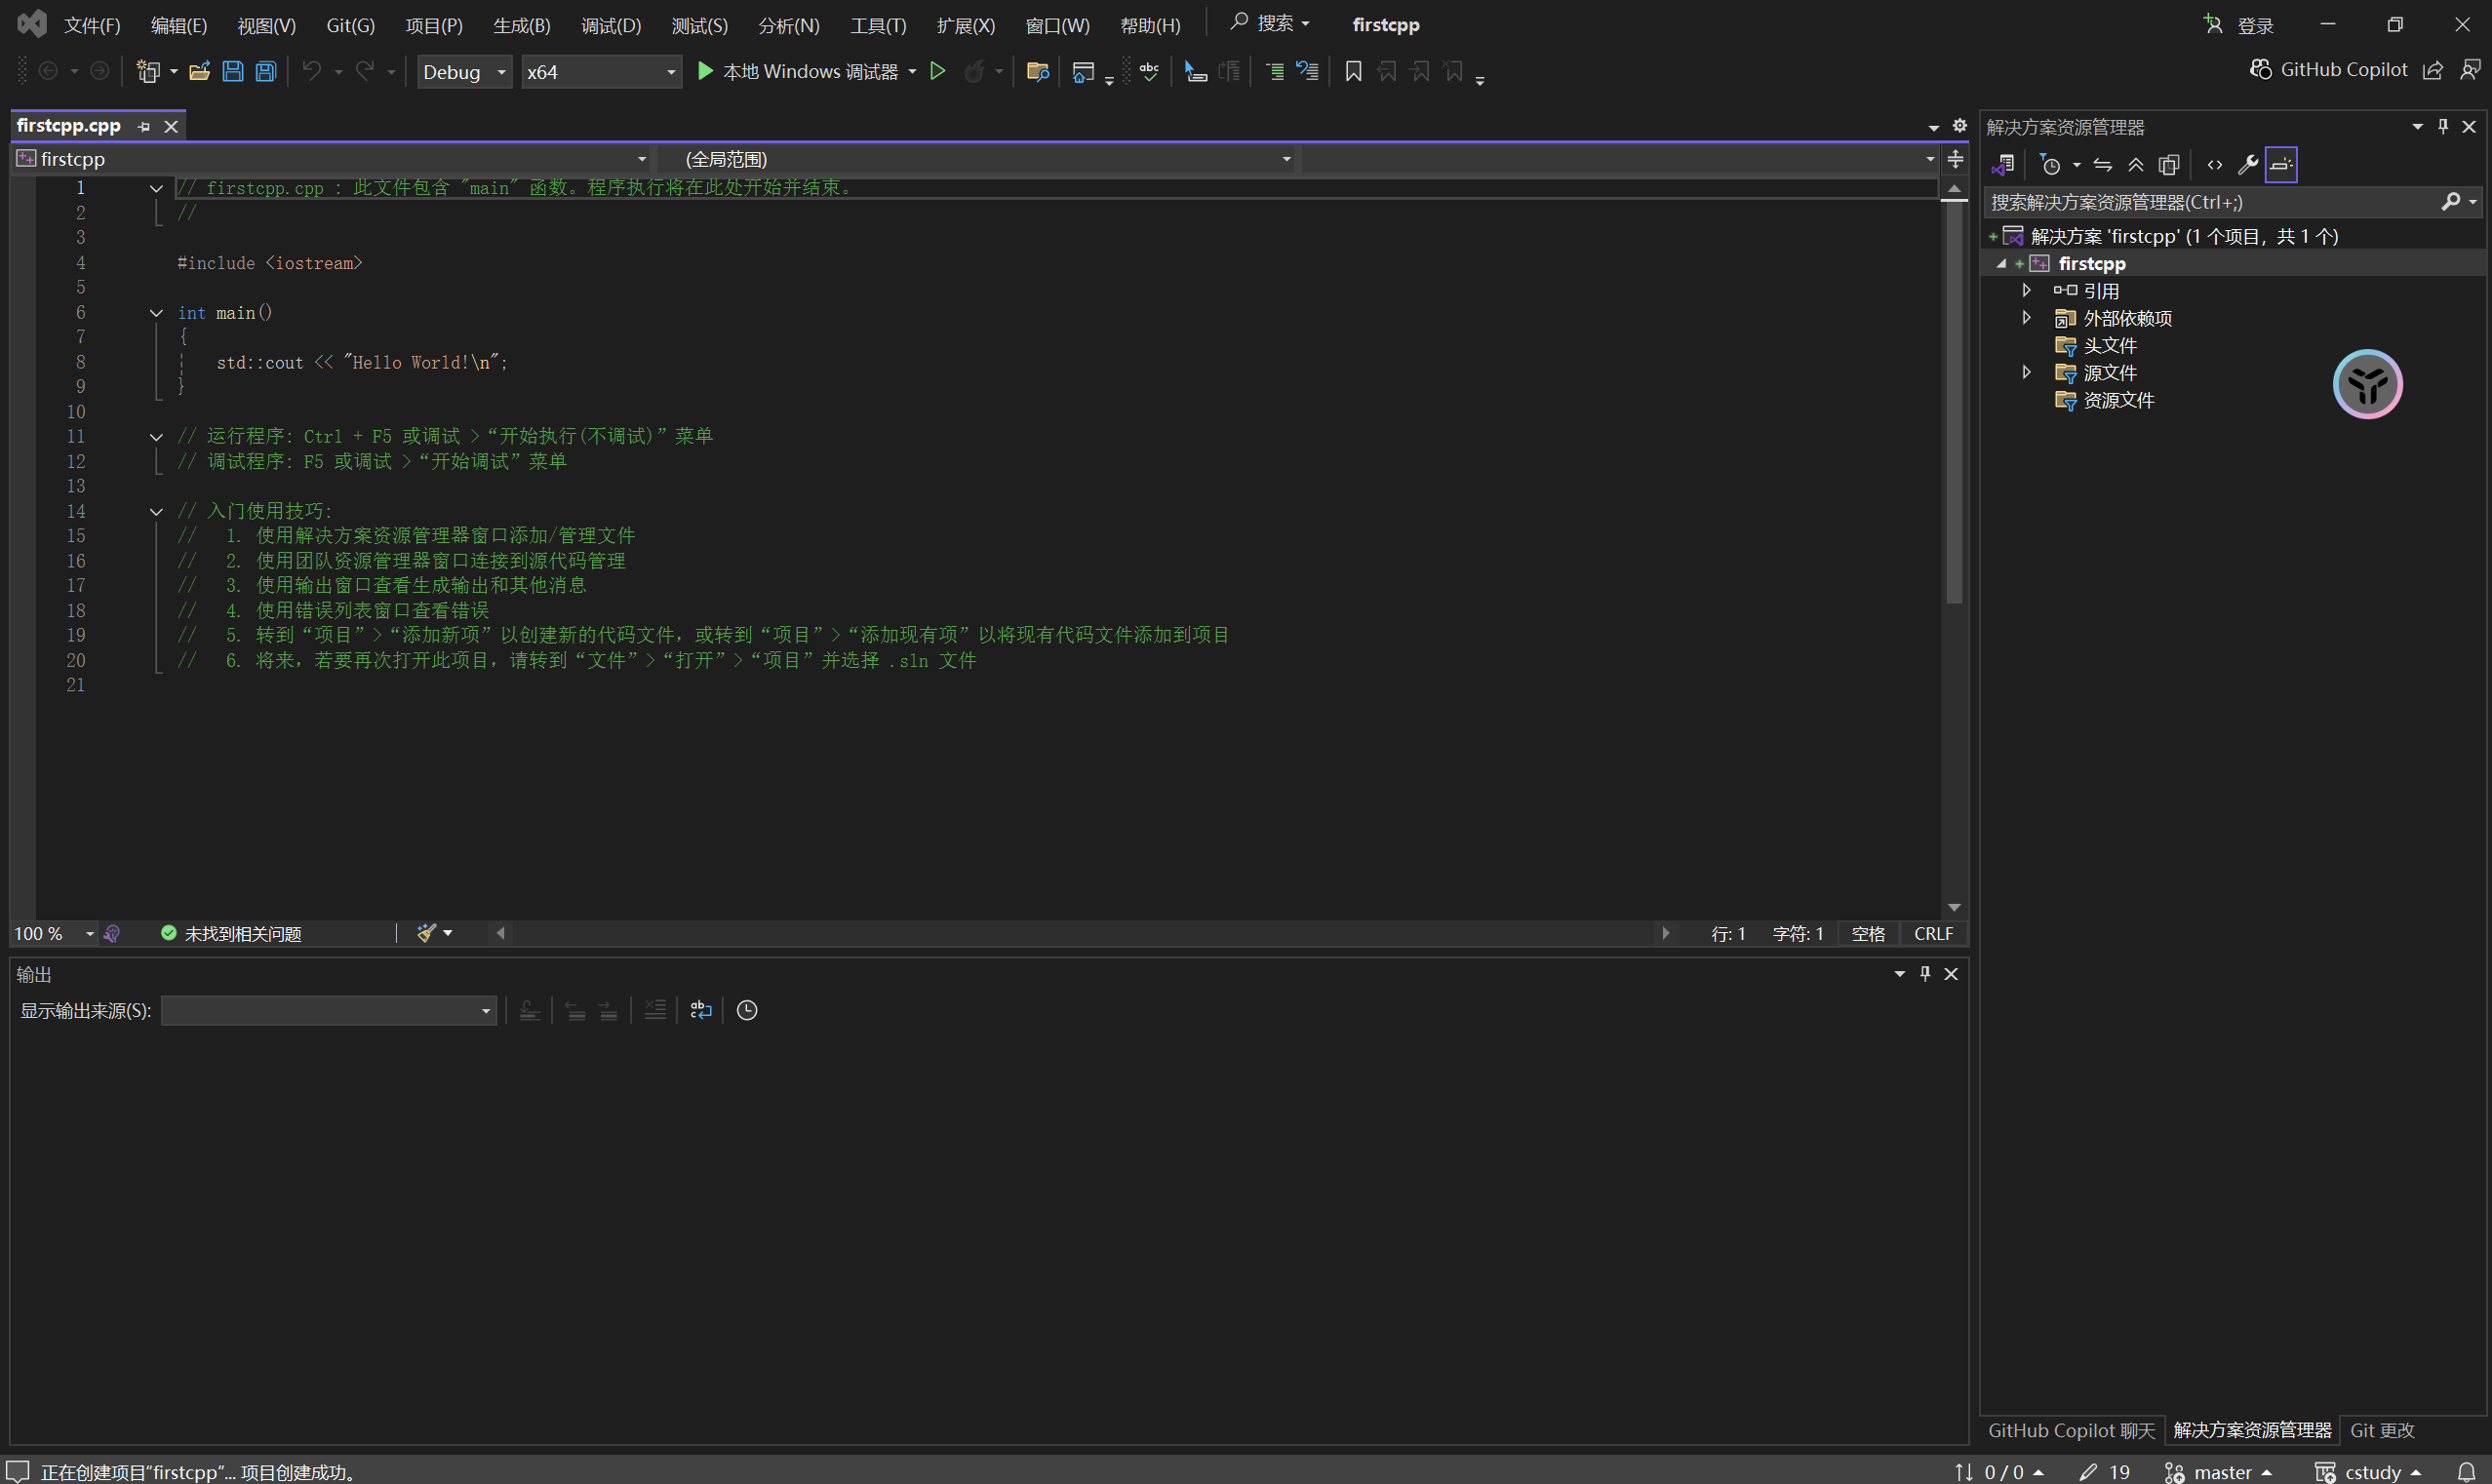 文件(F) 编辑(E) 视图(V) Git(G) 项目(P) 生成(B) 调试(D) 测试(S) 分析(N) 工具(T) 扩展(X) 窗口(W) 帮助(H) 搜索 firstcpp 登录
Debug x64 本地 Windows 调试器 abc GitHub Copilot
firstcpp.cpp
firstcpp (全局范围)
1 // firstcpp.cpp : 此文件包含 "main" 函数。程序执行将在此处开始并结束。
2 //
3
4 #include <iostream>
5
6 int main()
7 {
8 std::cout << "Hello World!\n";
9 }
10
11 // 运行程序: Ctrl + F5 或调试 >“开始执行(不调试)”菜单
12 // 调试程序: F5 或调试 >“开始调试”菜单
13
14 // 入门使用技巧:
15 // 1. 使用解决方案资源管理器窗口添加/管理文件
16 // 2. 使用团队资源管理器窗口连接到源代码管理
17 // 3. 使用输出窗口查看生成输出和其他消息
18 // 4. 使用错误列表窗口查看错误
19 // 5. 转到“项目”>“添加新项”以创建新的代码文件，或转到“项目”>“添加现有项”以将现有代码文件添加到项目
20 // 6. 将来，若要再次打开此项目，请转到“文件”>“打开”>“项目”并选择 .sln 文件
21
100 % 未找到相关问题 行: 1 字符: 1 空格 CRLF
输出
显示输出来源(S):
解决方案资源管理器
搜索解决方案资源管理器(Ctrl+;)
解决方案 'firstcpp' (1 个项目，共 1 个)
firstcpp
引用
外部依赖项
头文件
源文件
资源文件
GitHub Copilot 聊天 解决方案资源管理器 Git 更改
正在创建项目“firstcpp”... 项目创建成功。 0 / 0 19 master cstudy